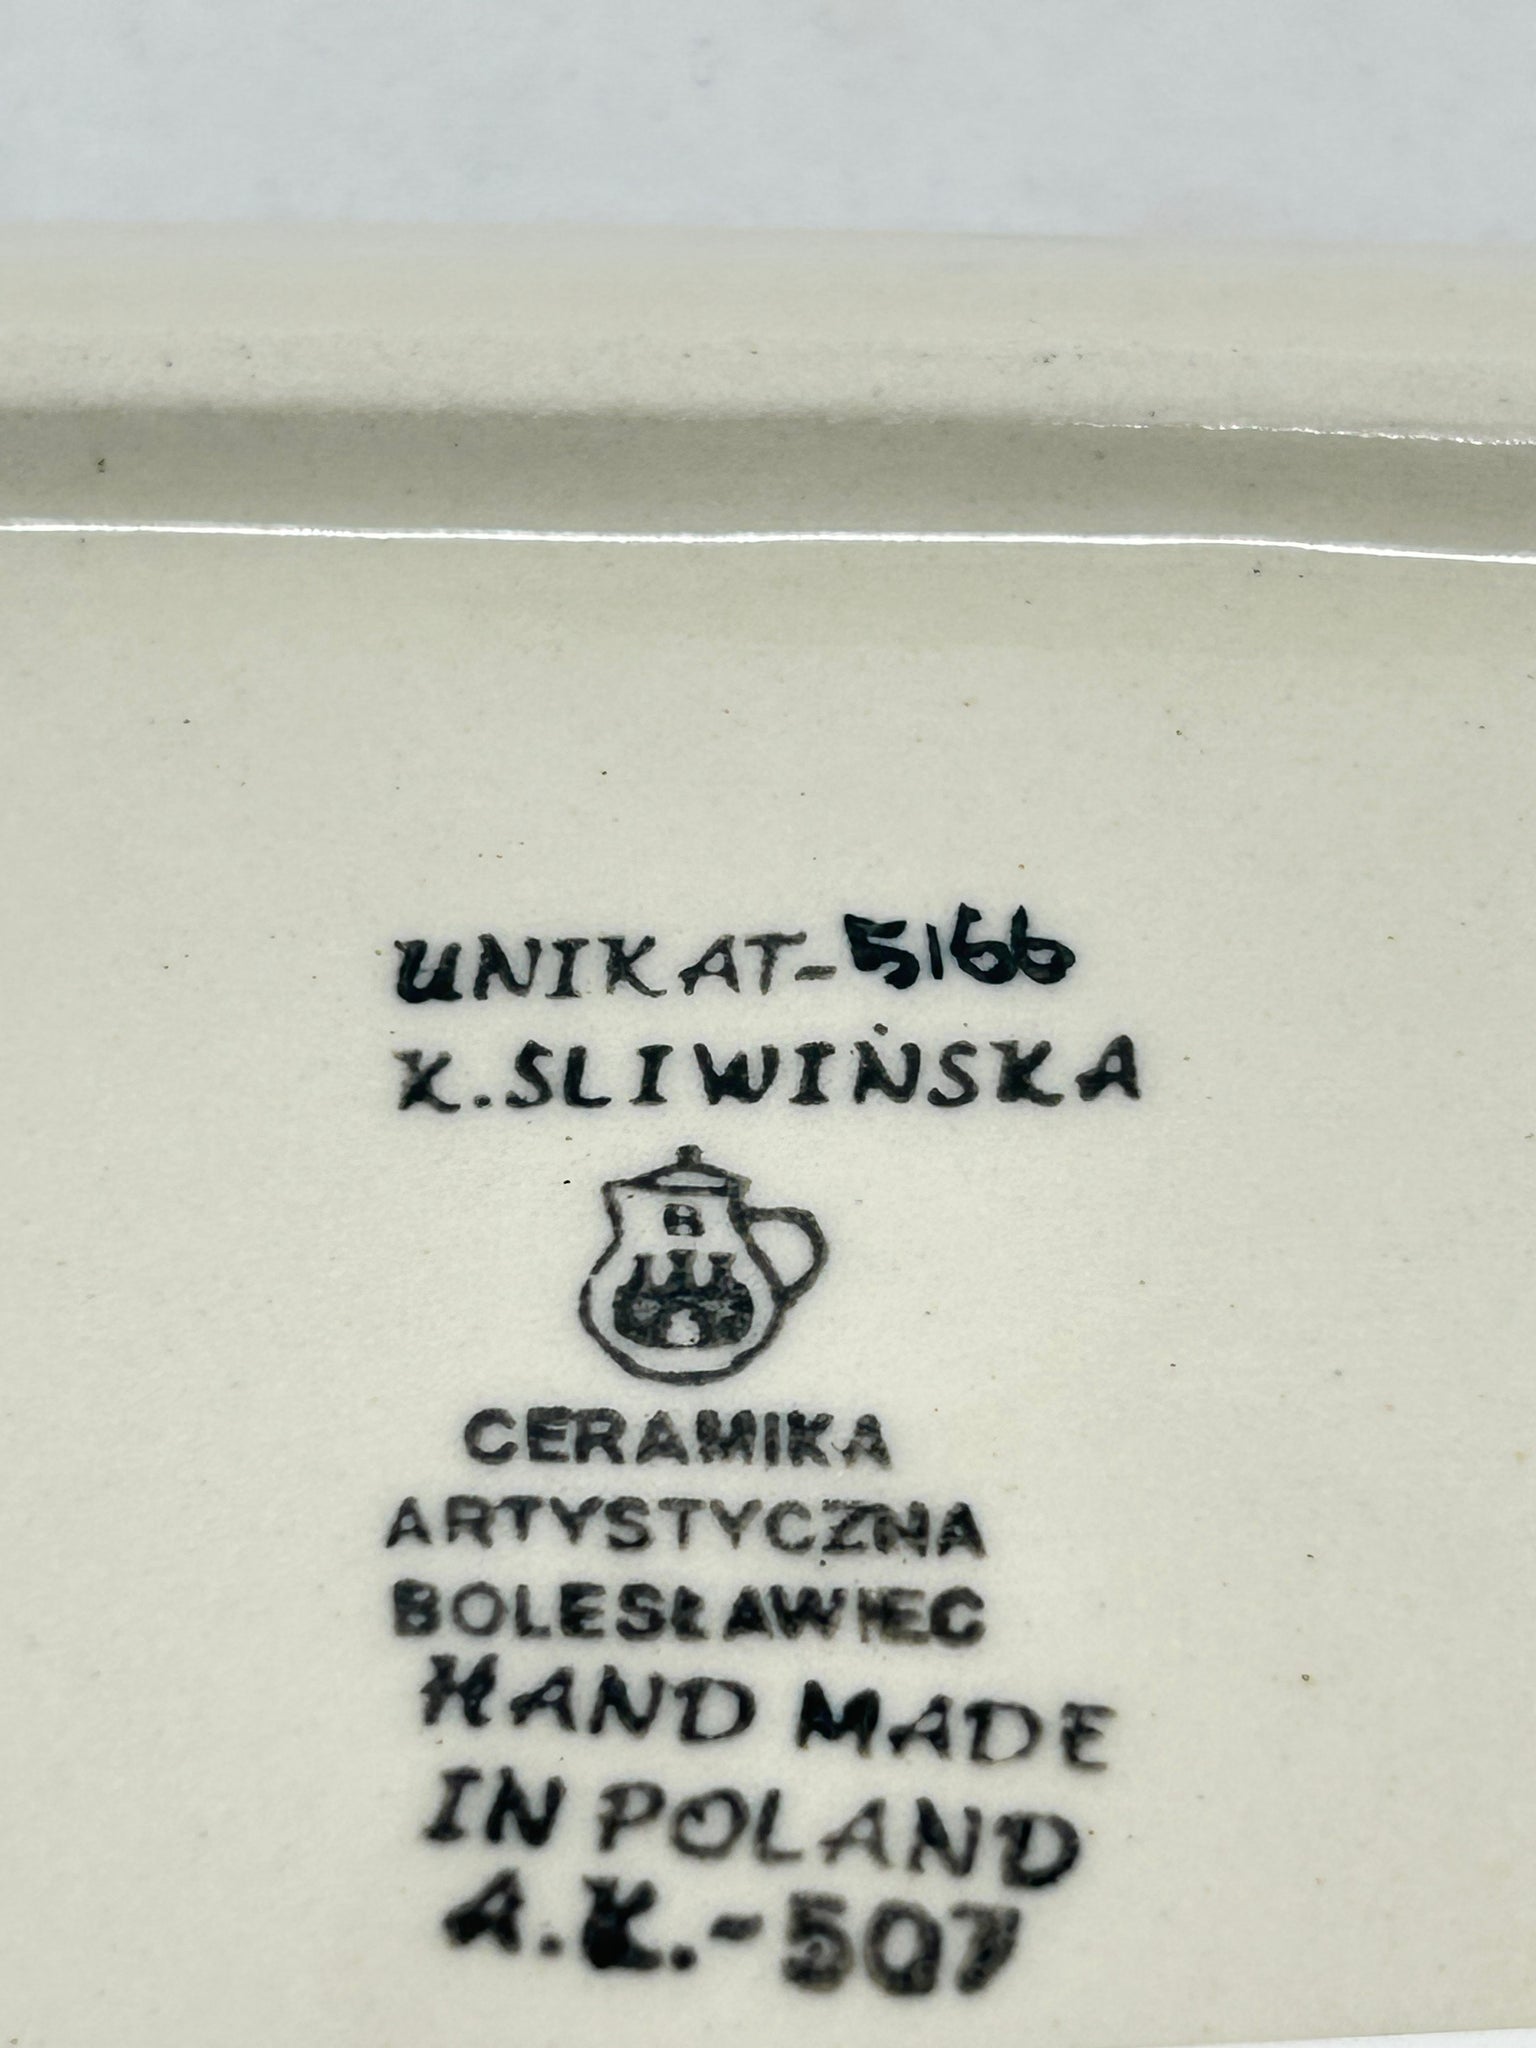 UNIKAT-5166
K.SLIWIŃSKA
B
CERAMIKA
ARTYSTYCZNA
BOLESŁAWIEC
HAND MADE
IN POLAND
A.K.-507